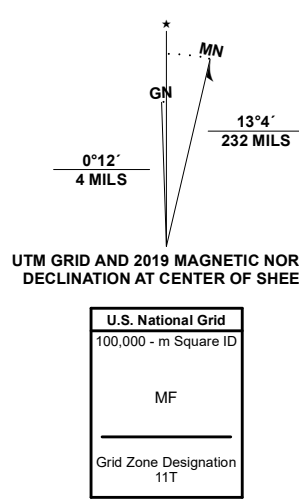 ★
MN
GN
13°4´
232 MILS
0°12´
4 MILS
UTM GRID AND 2019 MAGNETIC NOR
DECLINATION AT CENTER OF SHEE
U.S. National Grid
100,000 - m Square ID
MF
Grid Zone Designation
11T